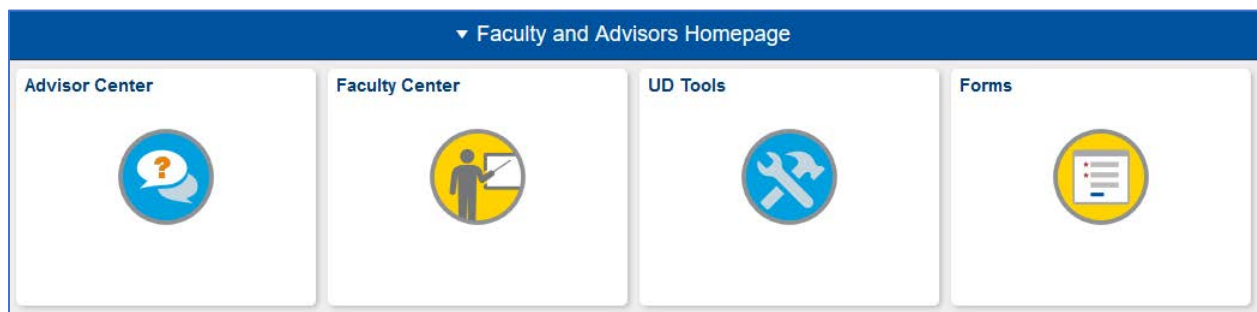 Faculty and Advisors Homepage
Advisor Center
Faculty Center
UD Tools
Forms
?